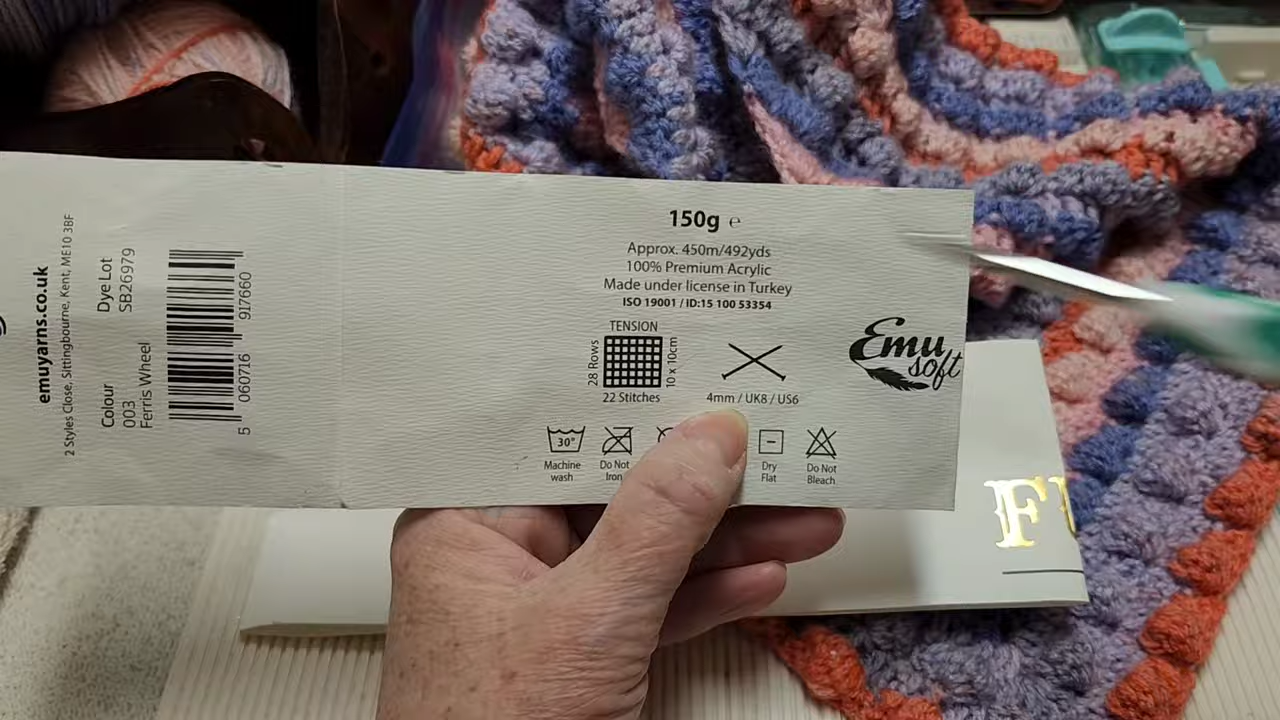 emuyarns.co.uk
2 Styles Close, Sittingbourne, Kent, ME10 3BF
Colour
003
Ferris Wheel
Dye Lot
SB26979
5 060716 917660
150g ℮
Approx. 450m/492yds
100% Premium Acrylic
Made under license in Turkey
ISO 19001 / ID:15 100 53354
TENSION
28 Rows
10 x 10cm
22 Stitches
4mm / UK8 / US6
Emu
soft
30°
Machine
wash
Do Not
Iron
Dry
Flat
Do Not
Bleach